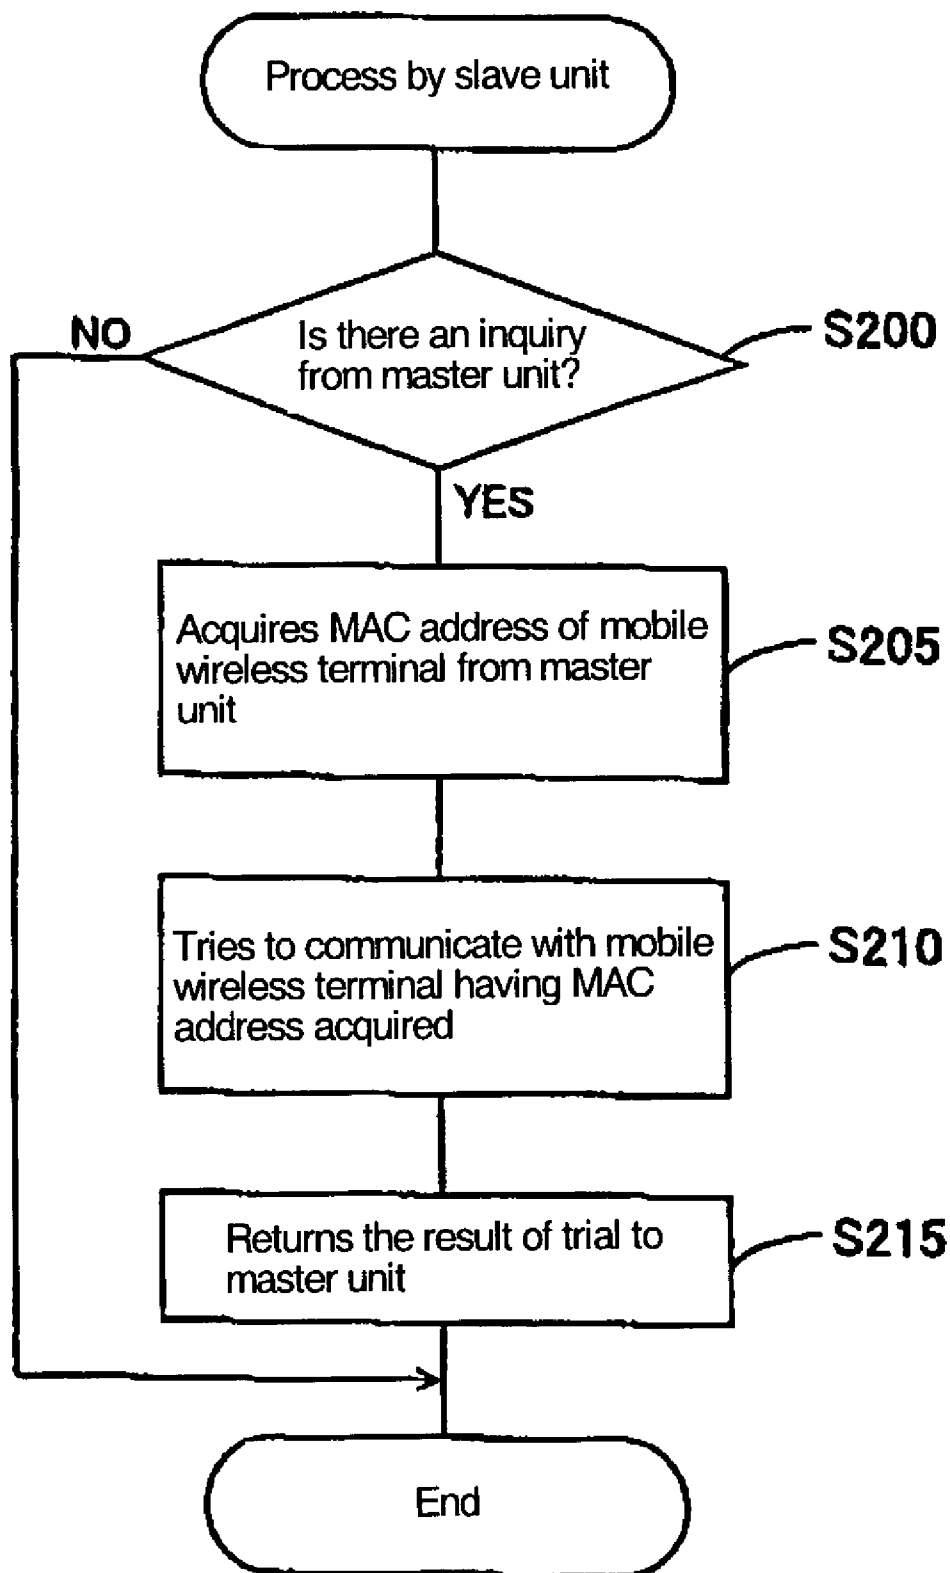 Process by slave unit
NO
Is there an inquiry
from master unit?
S200
YES
Acquires MAC address of mobile
wireless terminal from master
unit
S205
Tries to communicate with mobile
wireless terminal having MAC
address acquired
S210
Returns the result of trial to
master unit
S215
End